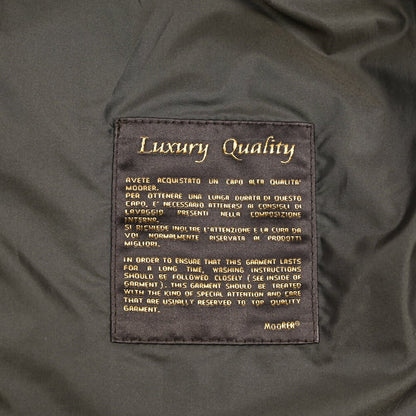 Luxury Quality
AVETE ACQUISTATO UN CAPO ALTA QUALITA'
MOORER.
PER OTTENERE UNA LUNGA DURATA DI QUESTO
CAPO, E' NECESSARIO ATTENERSI AI CONSIGLI DI
LAVAGGIO PRESENTI NELLA COMPOSIZIONE
INTERNA.
SI RICHIEDE INOLTRE L'ATTENZIONE E LA CURA DA
VOI NORMALMENTE RISERVATA AI PRODOTTI
MIGLIORI.
IN ORDER TO ENSURE THAT THIS GARMENT LASTS
FOR A LONG TIME, WASHING INSTRUCTIONS
SHOULD BE FOLLOWED CLOSELY (SEE INSIDE OF
GARMENT). THIS GARMENT SHOULD BE TREATED
WITH THE KIND OF SPECIAL ATTENTION AND CARE
THAT ARE USUALLY RESERVED TO TOP QUALITY
GARMENT.
MOORER®